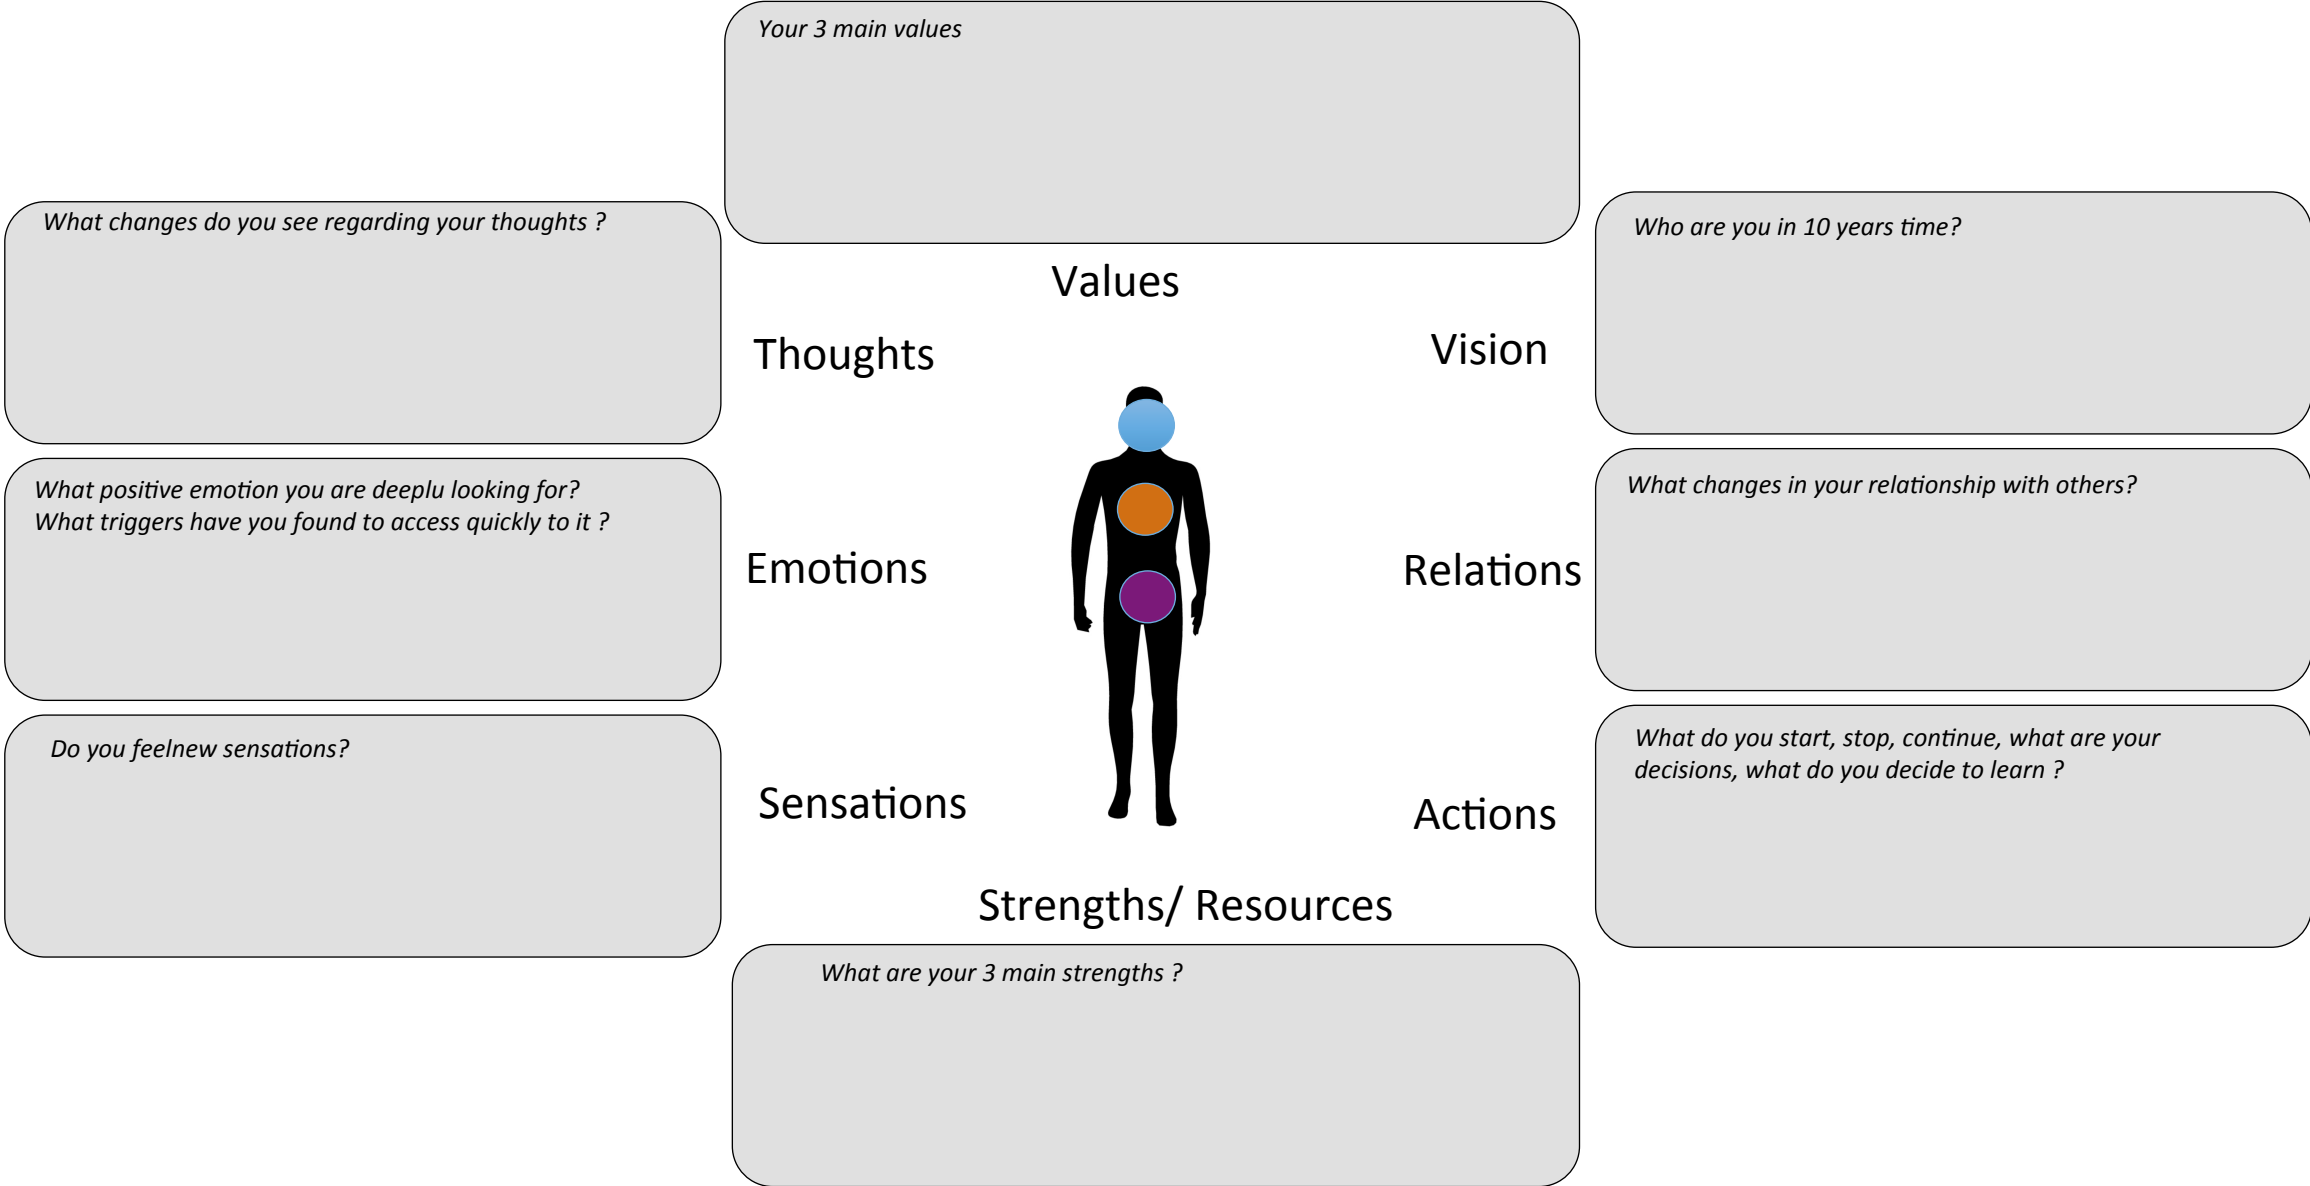 Your 3 main values
What changes do you see regarding your thoughts ?
Who are you in 10 years time?
Values
Thoughts
Vision
What positive emotion you are deeplu looking for?
What triggers have you found to access quickly to it ?
What changes in your relationship with others?
Emotions
Relations
Do you feelnew sensations?
What do you start, stop, continue, what are your
decisions, what do you decide to learn ?
Sensations
Actions
Strengths/ Resources
What are your 3 main strengths ?